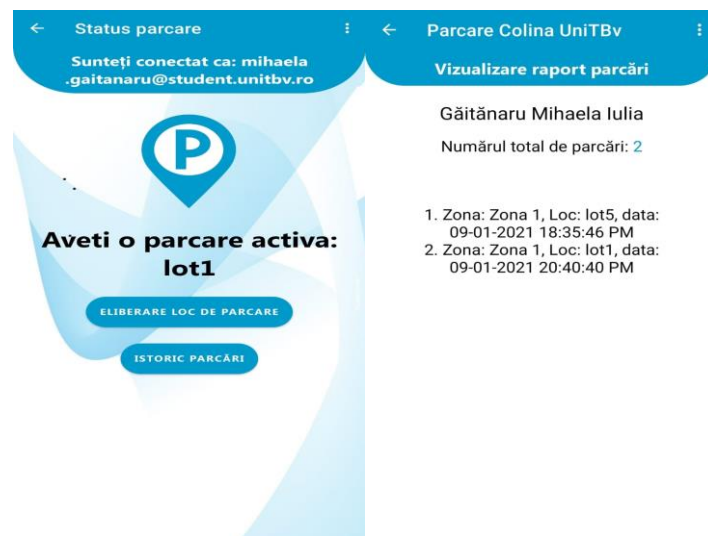 Status parcare
Sunteți conectat ca: mihaela
.gaitanaru@student.unitbv.ro
P
Aveti o parcare activa:
lot1
ELIBERARE LOC DE PARCARE
ISTORIC PARCĂRI
Parcare Colina UniTBv
Vizualizare raport parcări
Găitănaru Mihaela Iulia
Numărul total de parcări: 2
1. Zona: Zona 1, Loc: lot5, data:
09-01-2021 18:35:46 PM
2. Zona: Zona 1, Loc: lot1, data:
09-01-2021 20:40:40 PM